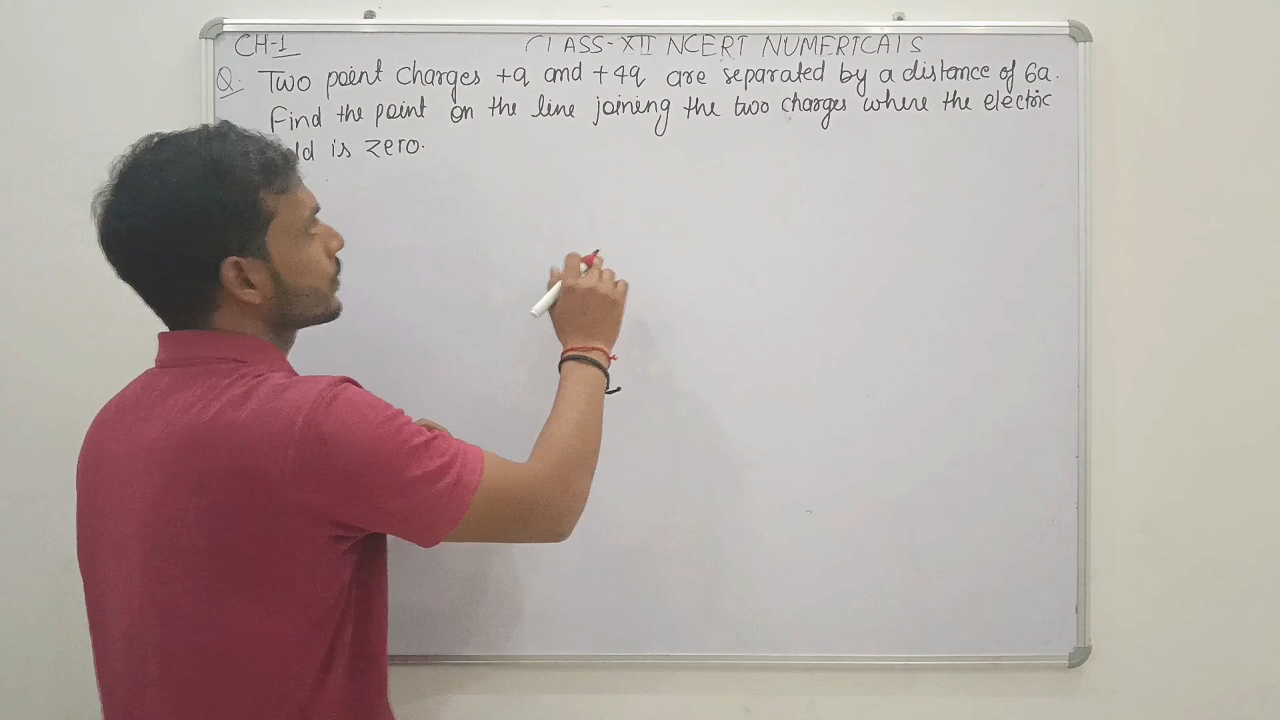 CH-1
CLASS-XII NCERT NUMERICALS
Q. Two point charges +q and +4q are separated by a distance of 6a.
Find the point on the line joining the two charges where the electric
ld is zero.